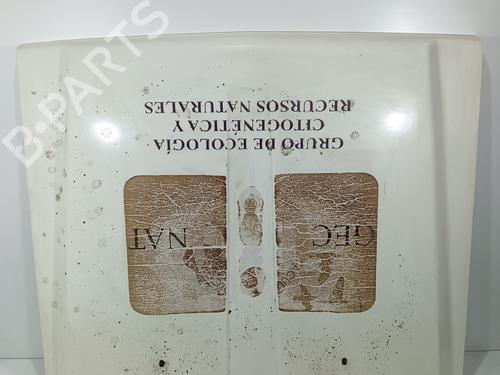 GRUPO DE ECOLOGÍA
CITOGENÉTICA Y
RECURSOS NATURALES
GEC NAT
B-PARTS